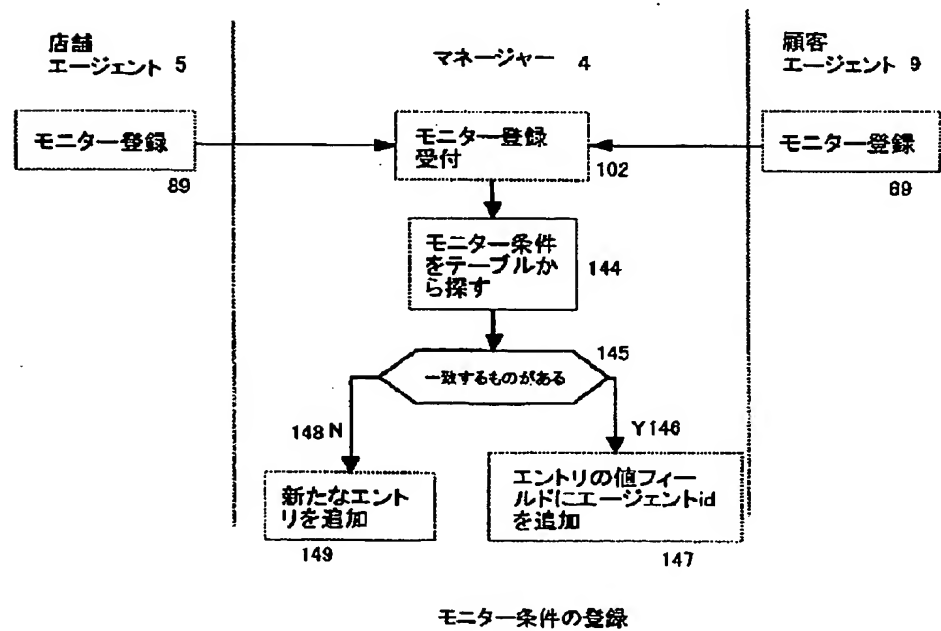 店舗
エージェント 5
マネージャー 4
顧客
エージェント 9
モニター登録
89
モニター登録
受付
102
モニター登録
89
モニター条件
をテーブルか
ら探す
144
145
一致するものがある
148 N
Y146
新たなエント
リを追加
149
エントリの値フィー
ルドにエージェントid
を追加
147
モニター条件の登録